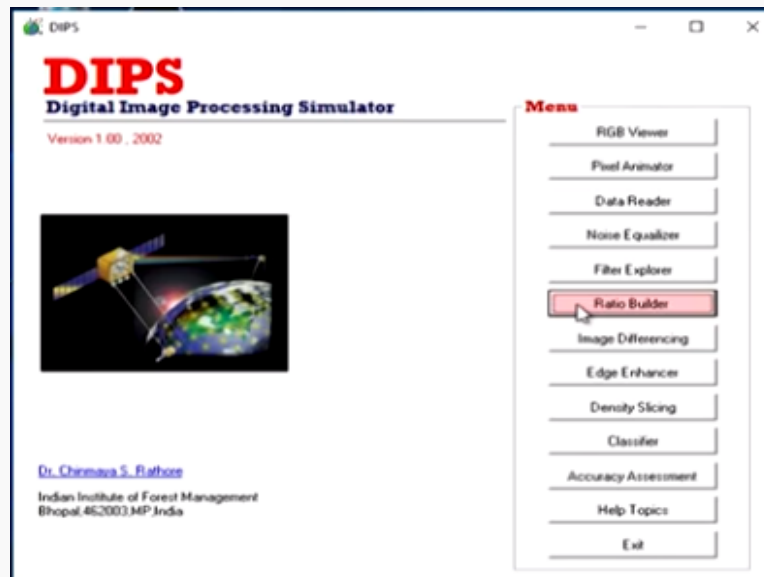 DIPS
DIPS
Digital Image Processing Simulator
Version 1.00 , 2002
Dr. Chinmaya S. Rathore
Indian Institute of Forest Management
Bhopal,462003,MP,India
Menu
RGB Viewer
Pixel Animator
Data Reader
Noise Equalizer
Filter Explorer
Ratio Builder
Image Differencing
Edge Enhancer
Density Slicing
Classifier
Accuracy Assessment
Help Topics
Exit